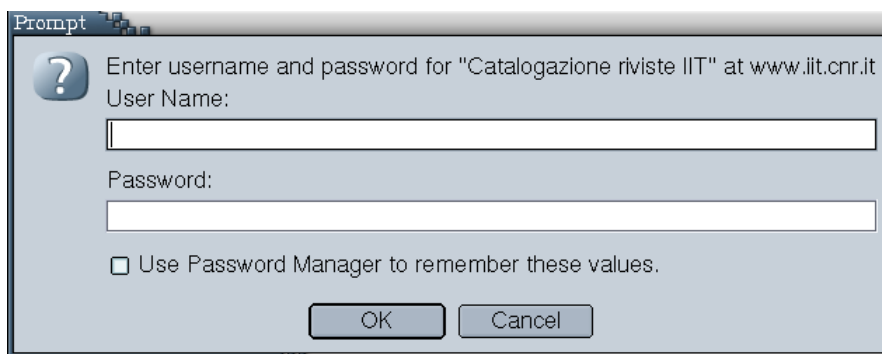 Prompt
Enter username and password for "Catalogazione riviste IIT" at www.iit.cnr.it
User Name:
Password:
Use Password Manager to remember these values.
OK Cancel